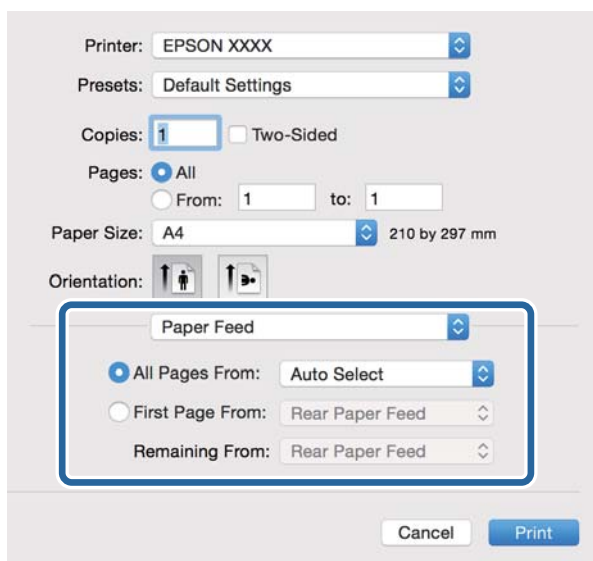 Printer: EPSON XXXX
Presets: Default Settings
Copies: 1 Two-Sided
Pages: All
From: 1 to: 1
Paper Size: A4 210 by 297 mm
Orientation:
Paper Feed
All Pages From: Auto Select
First Page From: Rear Paper Feed
Remaining From: Rear Paper Feed
Cancel Print